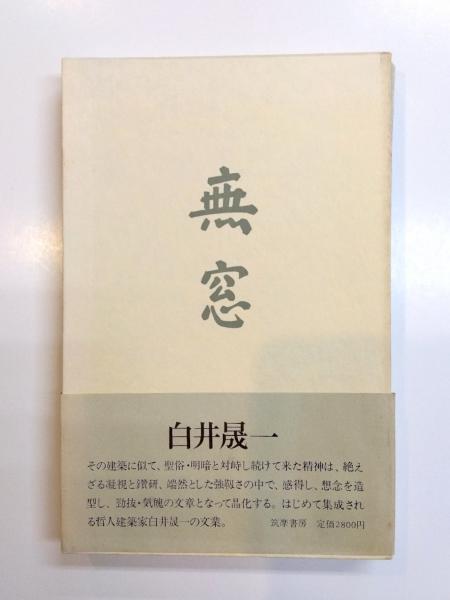 無窓
白井晟一
その建築に似て、聖俗・明暗と対峙し続けて来た精神は、絶え
ざる凝視と鑽研、端然とした強靱さの中で、感得し、想念を造
型し、勁技・気魄の文章となって晶化する。はじめて集成され
る哲人建築家白井晟一の文業。 筑摩書房 定価2800円